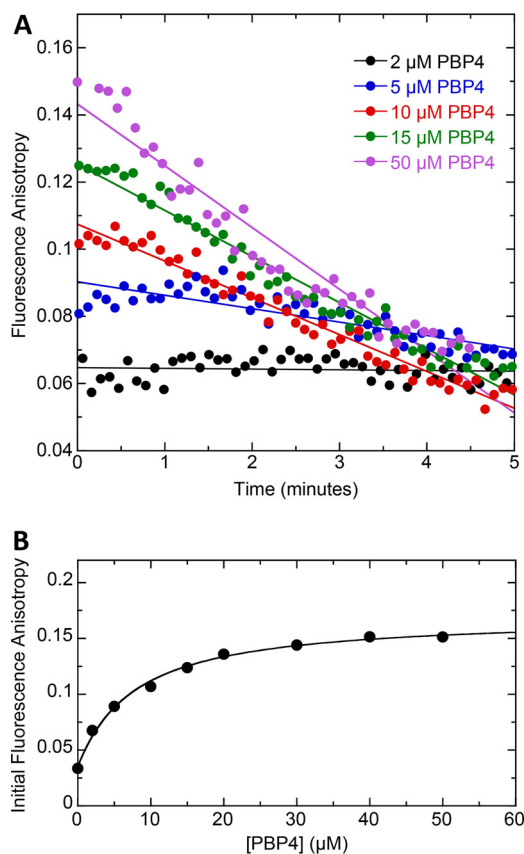 A
0.16
0.14
0.12
0.1
0.08
0.06
0.04
Fluorescence Anisotropy
2 µM PBP4
5 µM PBP4
10 µM PBP4
15 µM PBP4
50 µM PBP4
0 1 2 3 4 5
Time (minutes)
B
0.2
0.15
0.1
0.05
0
Initial Fluorescence Anisotropy
0 10 20 30 40 50 60
[PBP4] (µM)